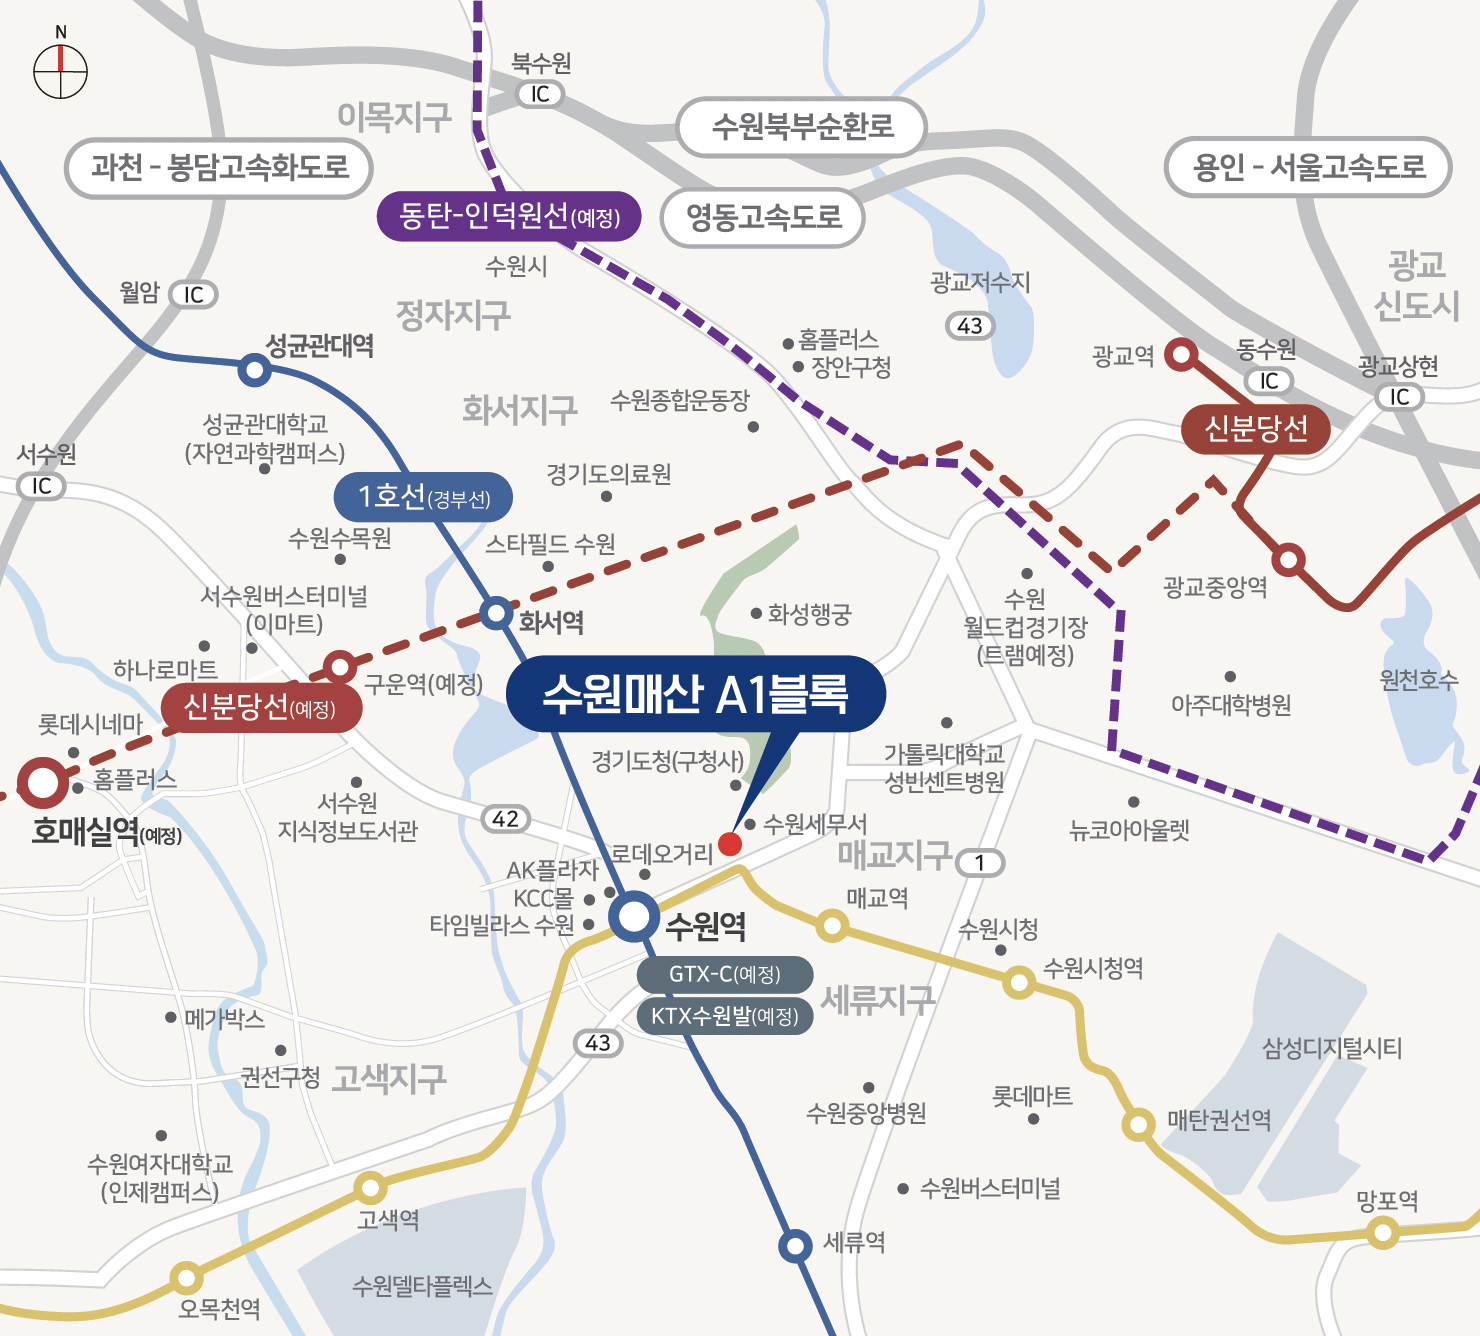 N
북수원
IC
이목지구
수원북부순환로
과천 - 봉담고속화도로
용인 - 서울고속도로
동탄-인덕원선(예정)
영동고속도로
수원시
광교
신도시
월암
IC
정자지구
광교저수지
43
성균관대역
홈플러스
장안구청
광교역
동수원
IC
광교상현
IC
화서지구
수원종합운동장
성균관대학교
(자연과학캠퍼스)
신분당선
서수원
IC
1호선(경부선)
경기도의료원
수원수목원
스타필드 수원
광교중앙역
서수원버스터미널
(이마트)
화서역
화성행궁
수원
월드컵경기장
(트램예정)
하나로마트
구운역(예정)
원천호수
신분당선(예정)
수원매산 A1블록
아주대학병원
롯데시네마
홈플러스
경기도청(구청사)
가톨릭대학교
성빈센트병원
서수원
지식정보도서관
42
수원세무서
뉴코아아울렛
호매실역(예정)
로데오거리
매교지구
1
AK플라자
KCC몰
타임빌라스 수원
수원역
매교역
수원시청
수원시청역
GTX-C(예정)
KTX수원발(예정)
세류지구
메가박스
43
삼성디지털시티
권선구청
고색지구
수원중앙병원
롯데마트
매탄권선역
수원여자대학교
(인제캠퍼스)
수원버스터미널
망포역
고색역
세류역
수원델타플렉스
오목천역